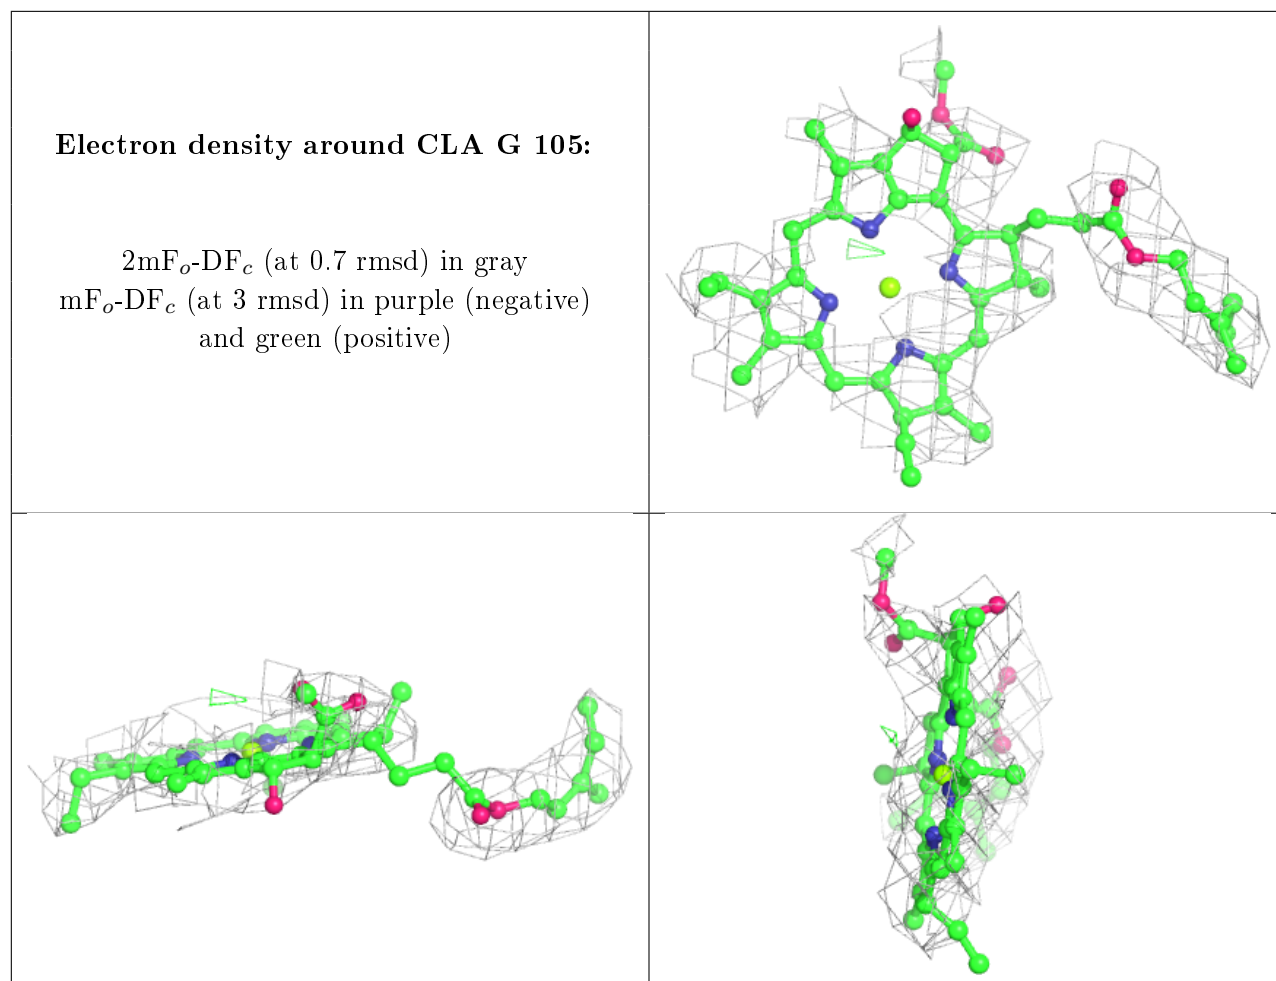 Electron density around CLA G 105:
2mFₒ-DF𝒸 (at 0.7 rmsd) in gray
mFₒ-DF𝒸 (at 3 rmsd) in purple (negative)
and green (positive)